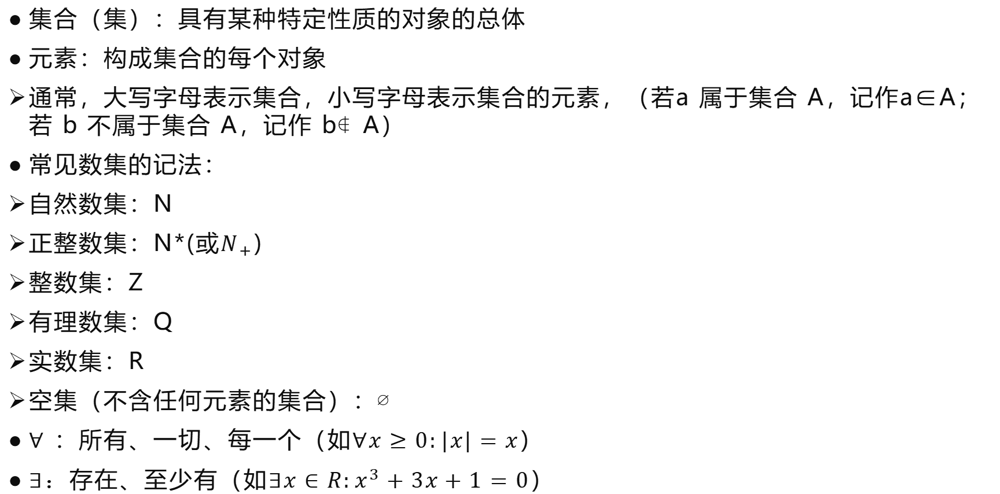 ● 集合（集）：具有某种特定性质的对象的总体
● 元素：构成集合的每个对象
➢ 通常，大写字母表示集合，小写字母表示集合的元素，（若a 属于集合 A，记作a∈A；
若 b 不属于集合 A，记作 b∉ A）
● 常见数集的记法：
➢ 自然数集：N
➢ 正整数集：N*(或N₊)
➢ 整数集：Z
➢ 有理数集：Q
➢ 实数集：R
➢ 空集（不含任何元素的集合）：∅
● ∀ ：所有、一切、每一个（如∀x ≥ 0:|x| = x）
● ∃：存在、至少有（如∃x ∈ R:x³ + 3x + 1 = 0）